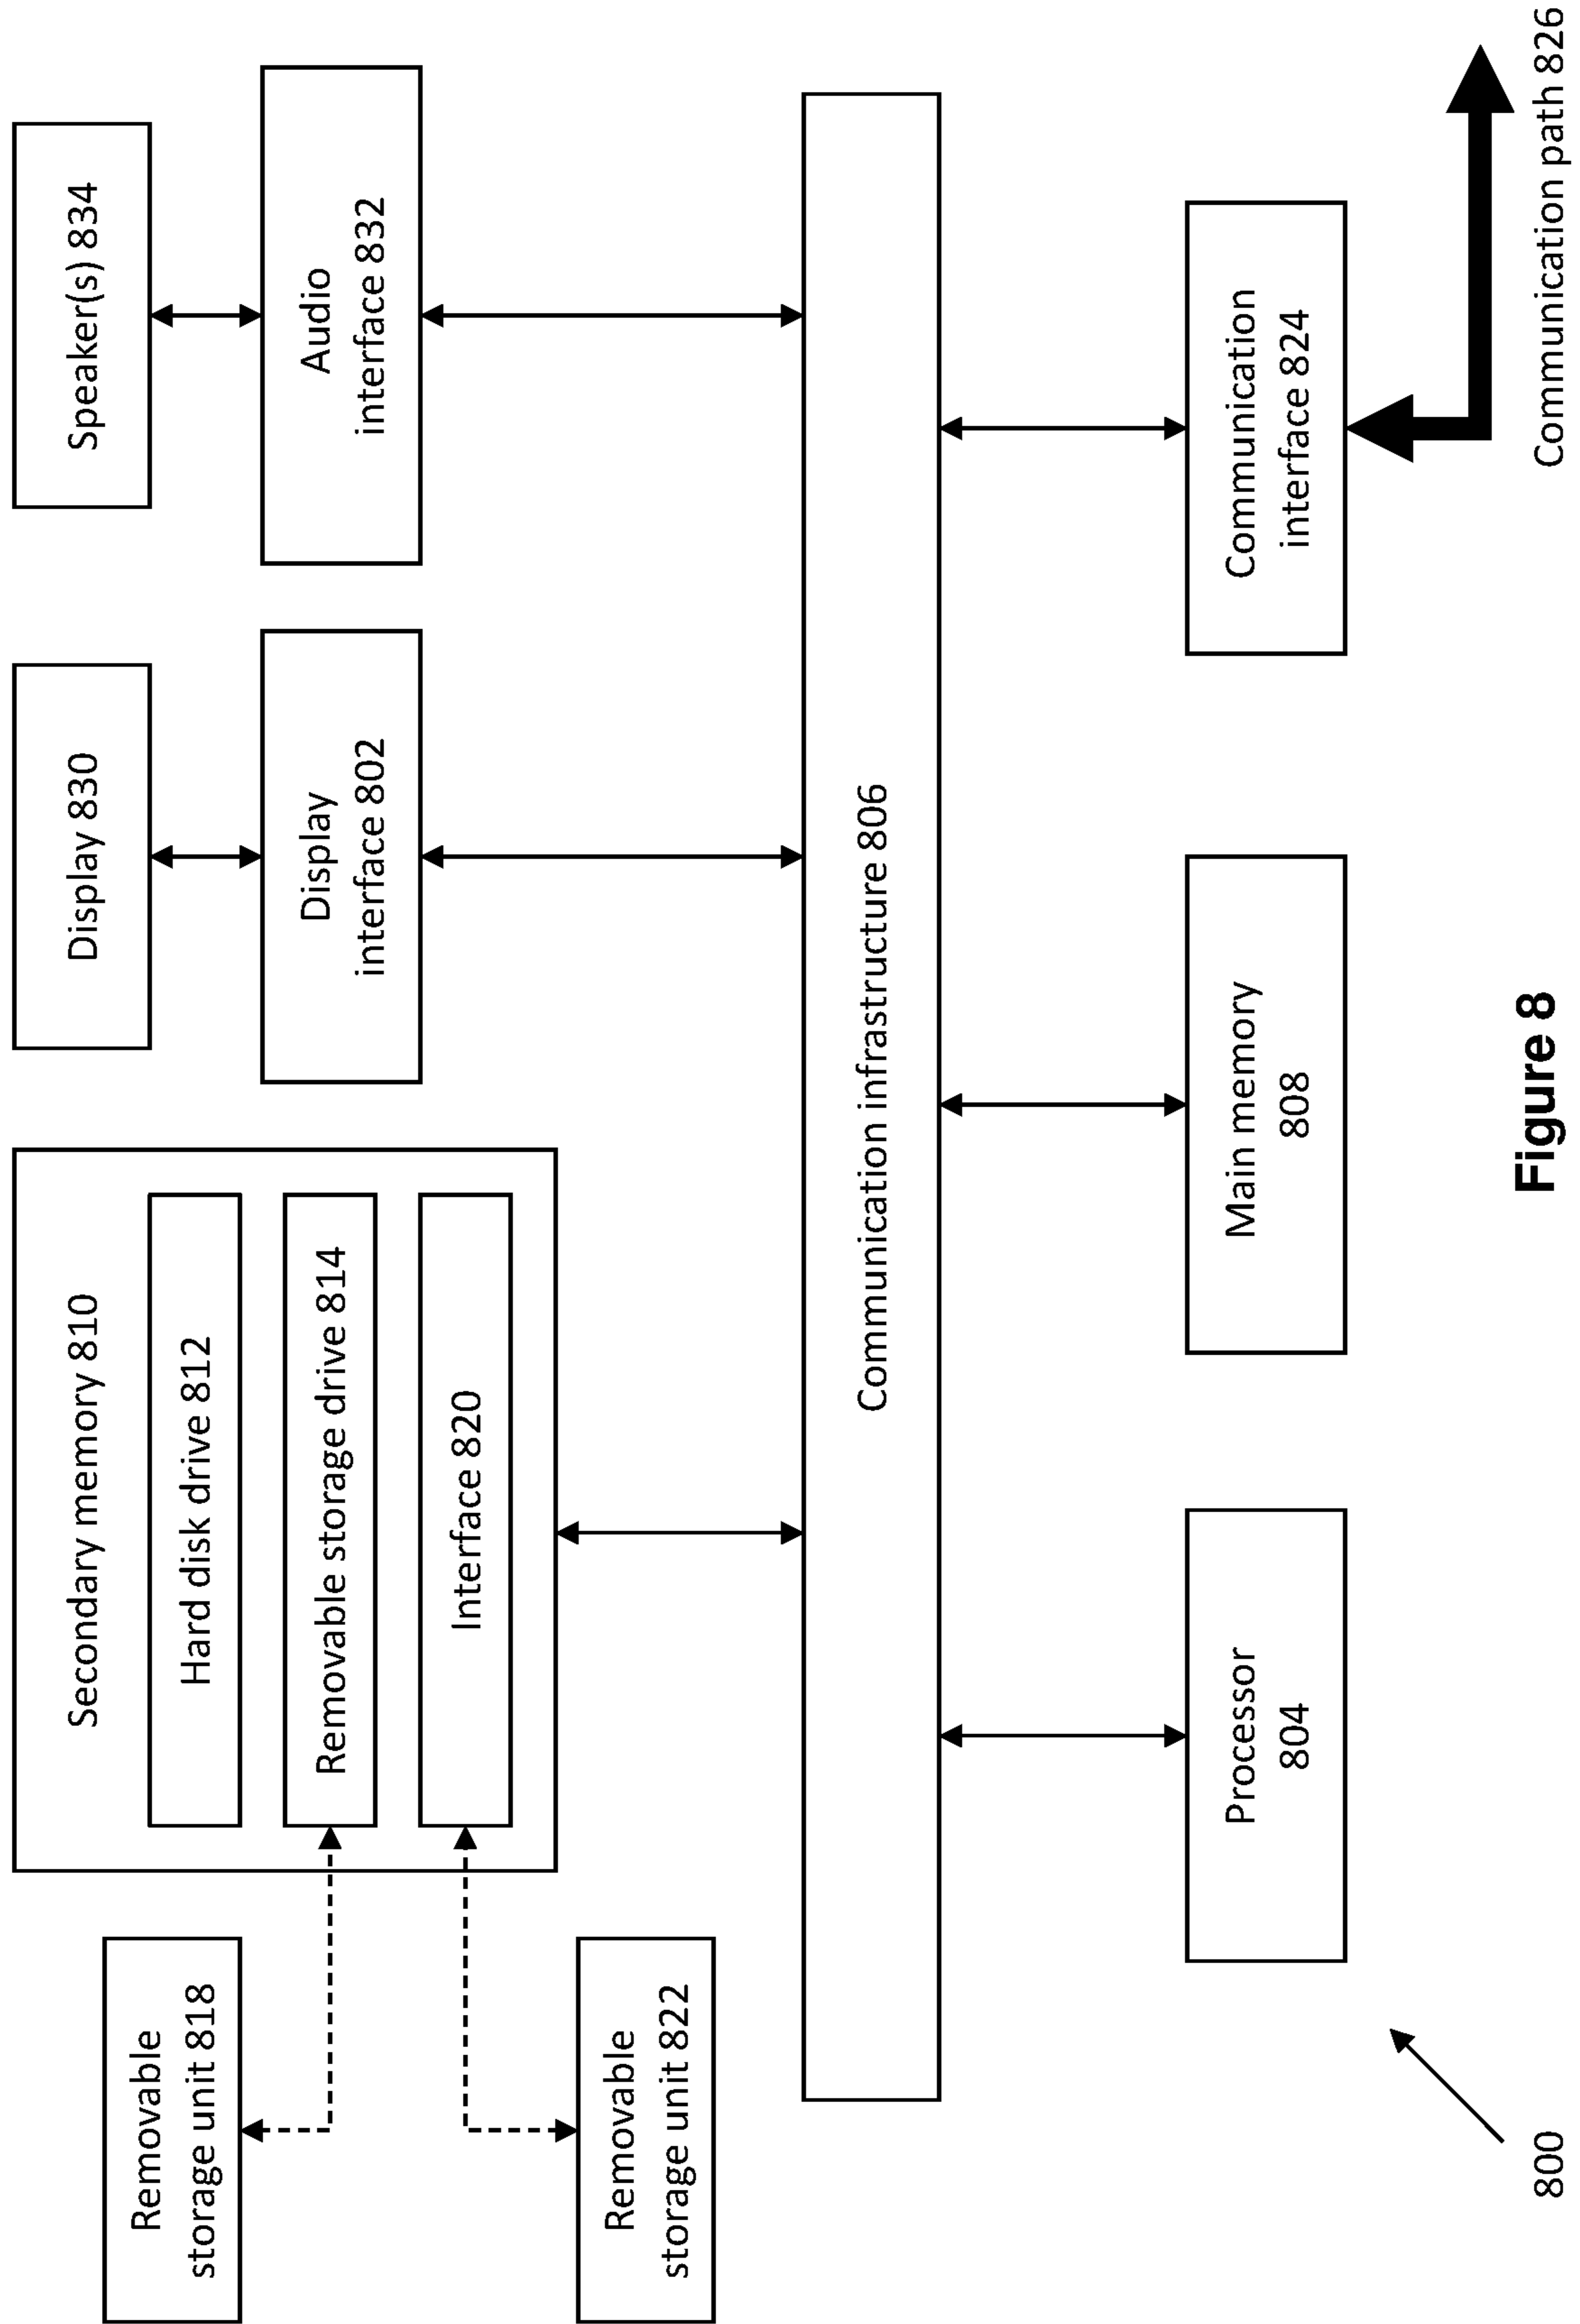 Removable
storage unit 818
Removable
storage unit 822
Secondary memory 810
Hard disk drive 812
Removable storage drive 814
Interface 820
Display 830
Display
interface 802
Speaker(s) 834
Audio
interface 832
Communication infrastructure 806
Processor
804
Main memory
808
Communication
interface 824
Communication path 826
800
Figure 8